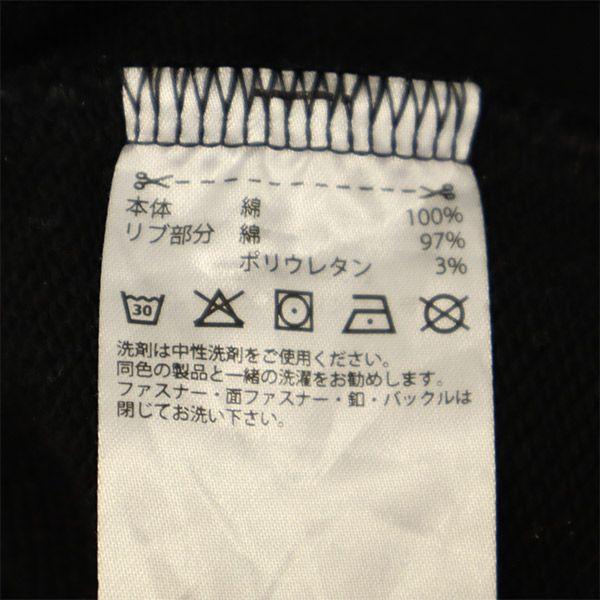 本体 綿 100%
リブ部分 綿 97%
ポリウレタン 3%
30
洗剤は中性洗剤をご使用ください。
同色の製品と一緒の洗濯をお勧めします。
ファスナー・面ファスナー・釦・バックルは
閉じてお洗い下さい。